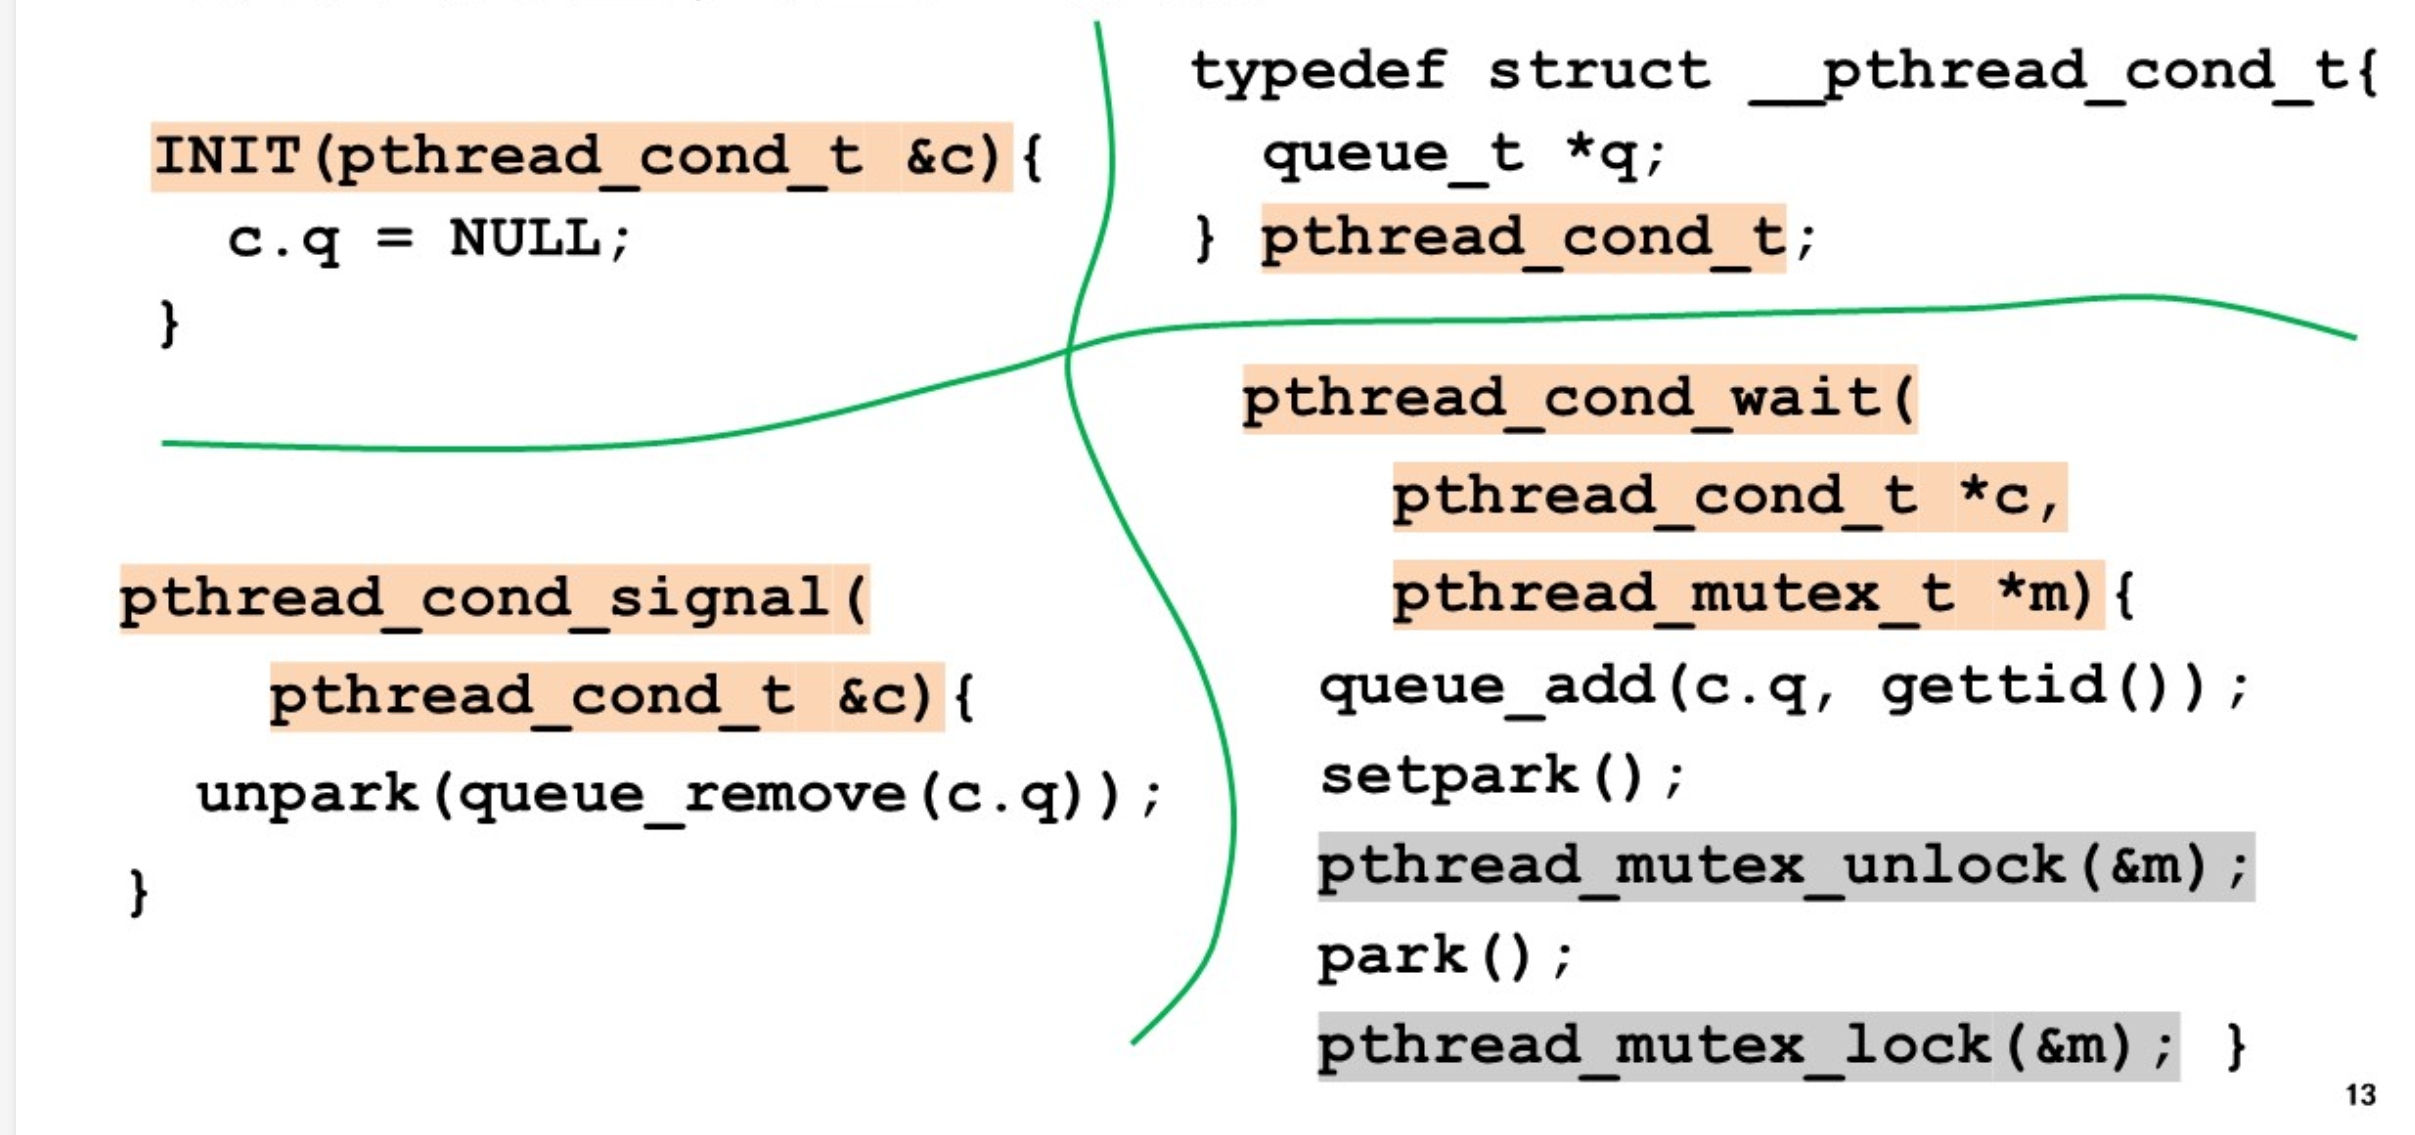 INIT(pthread_cond_t &c){
c.q = NULL;
}
typedef struct __pthread_cond_t{
queue_t *q;
} pthread_cond_t;
pthread_cond_signal(
pthread_cond_t &c){
unpark(queue_remove(c.q));
}
pthread_cond_wait(
pthread_cond_t *c,
pthread_mutex_t *m){
queue_add(c.q, gettid());
setpark();
pthread_mutex_unlock(&m);
park();
pthread_mutex_lock(&m); }
13